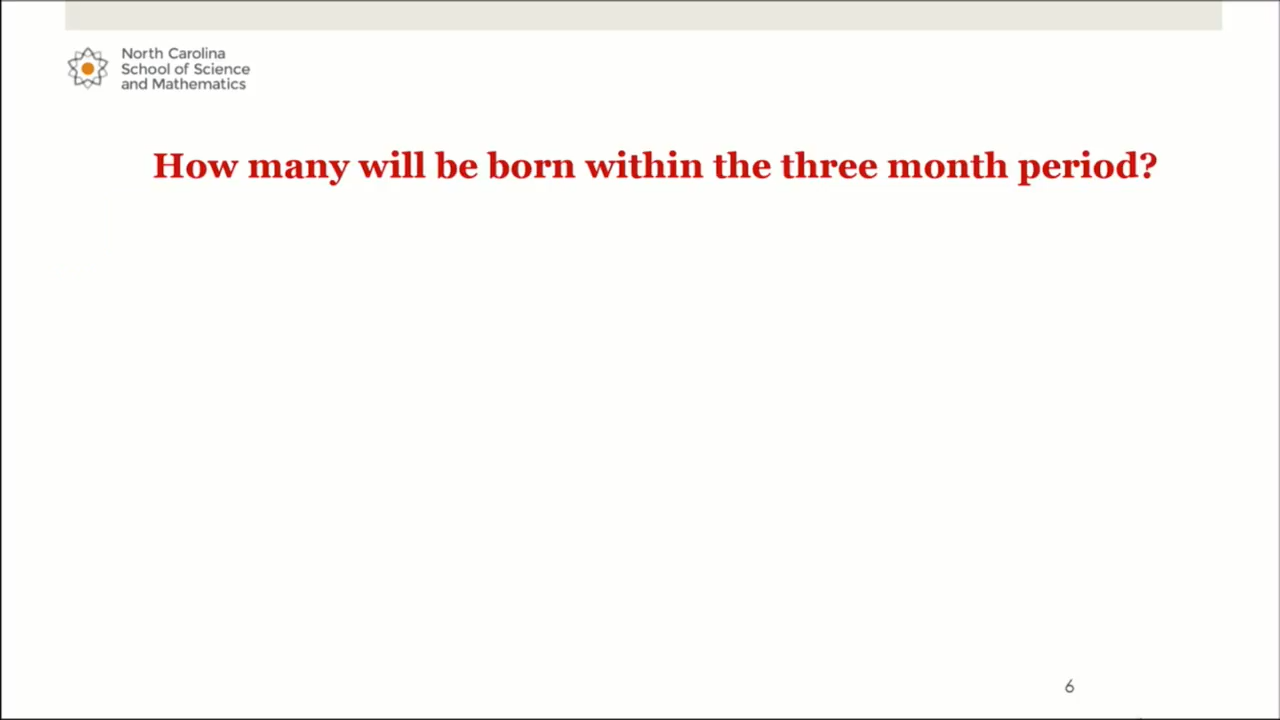 North Carolina
School of Science
and Mathematics
How many will be born within the three month period?
6